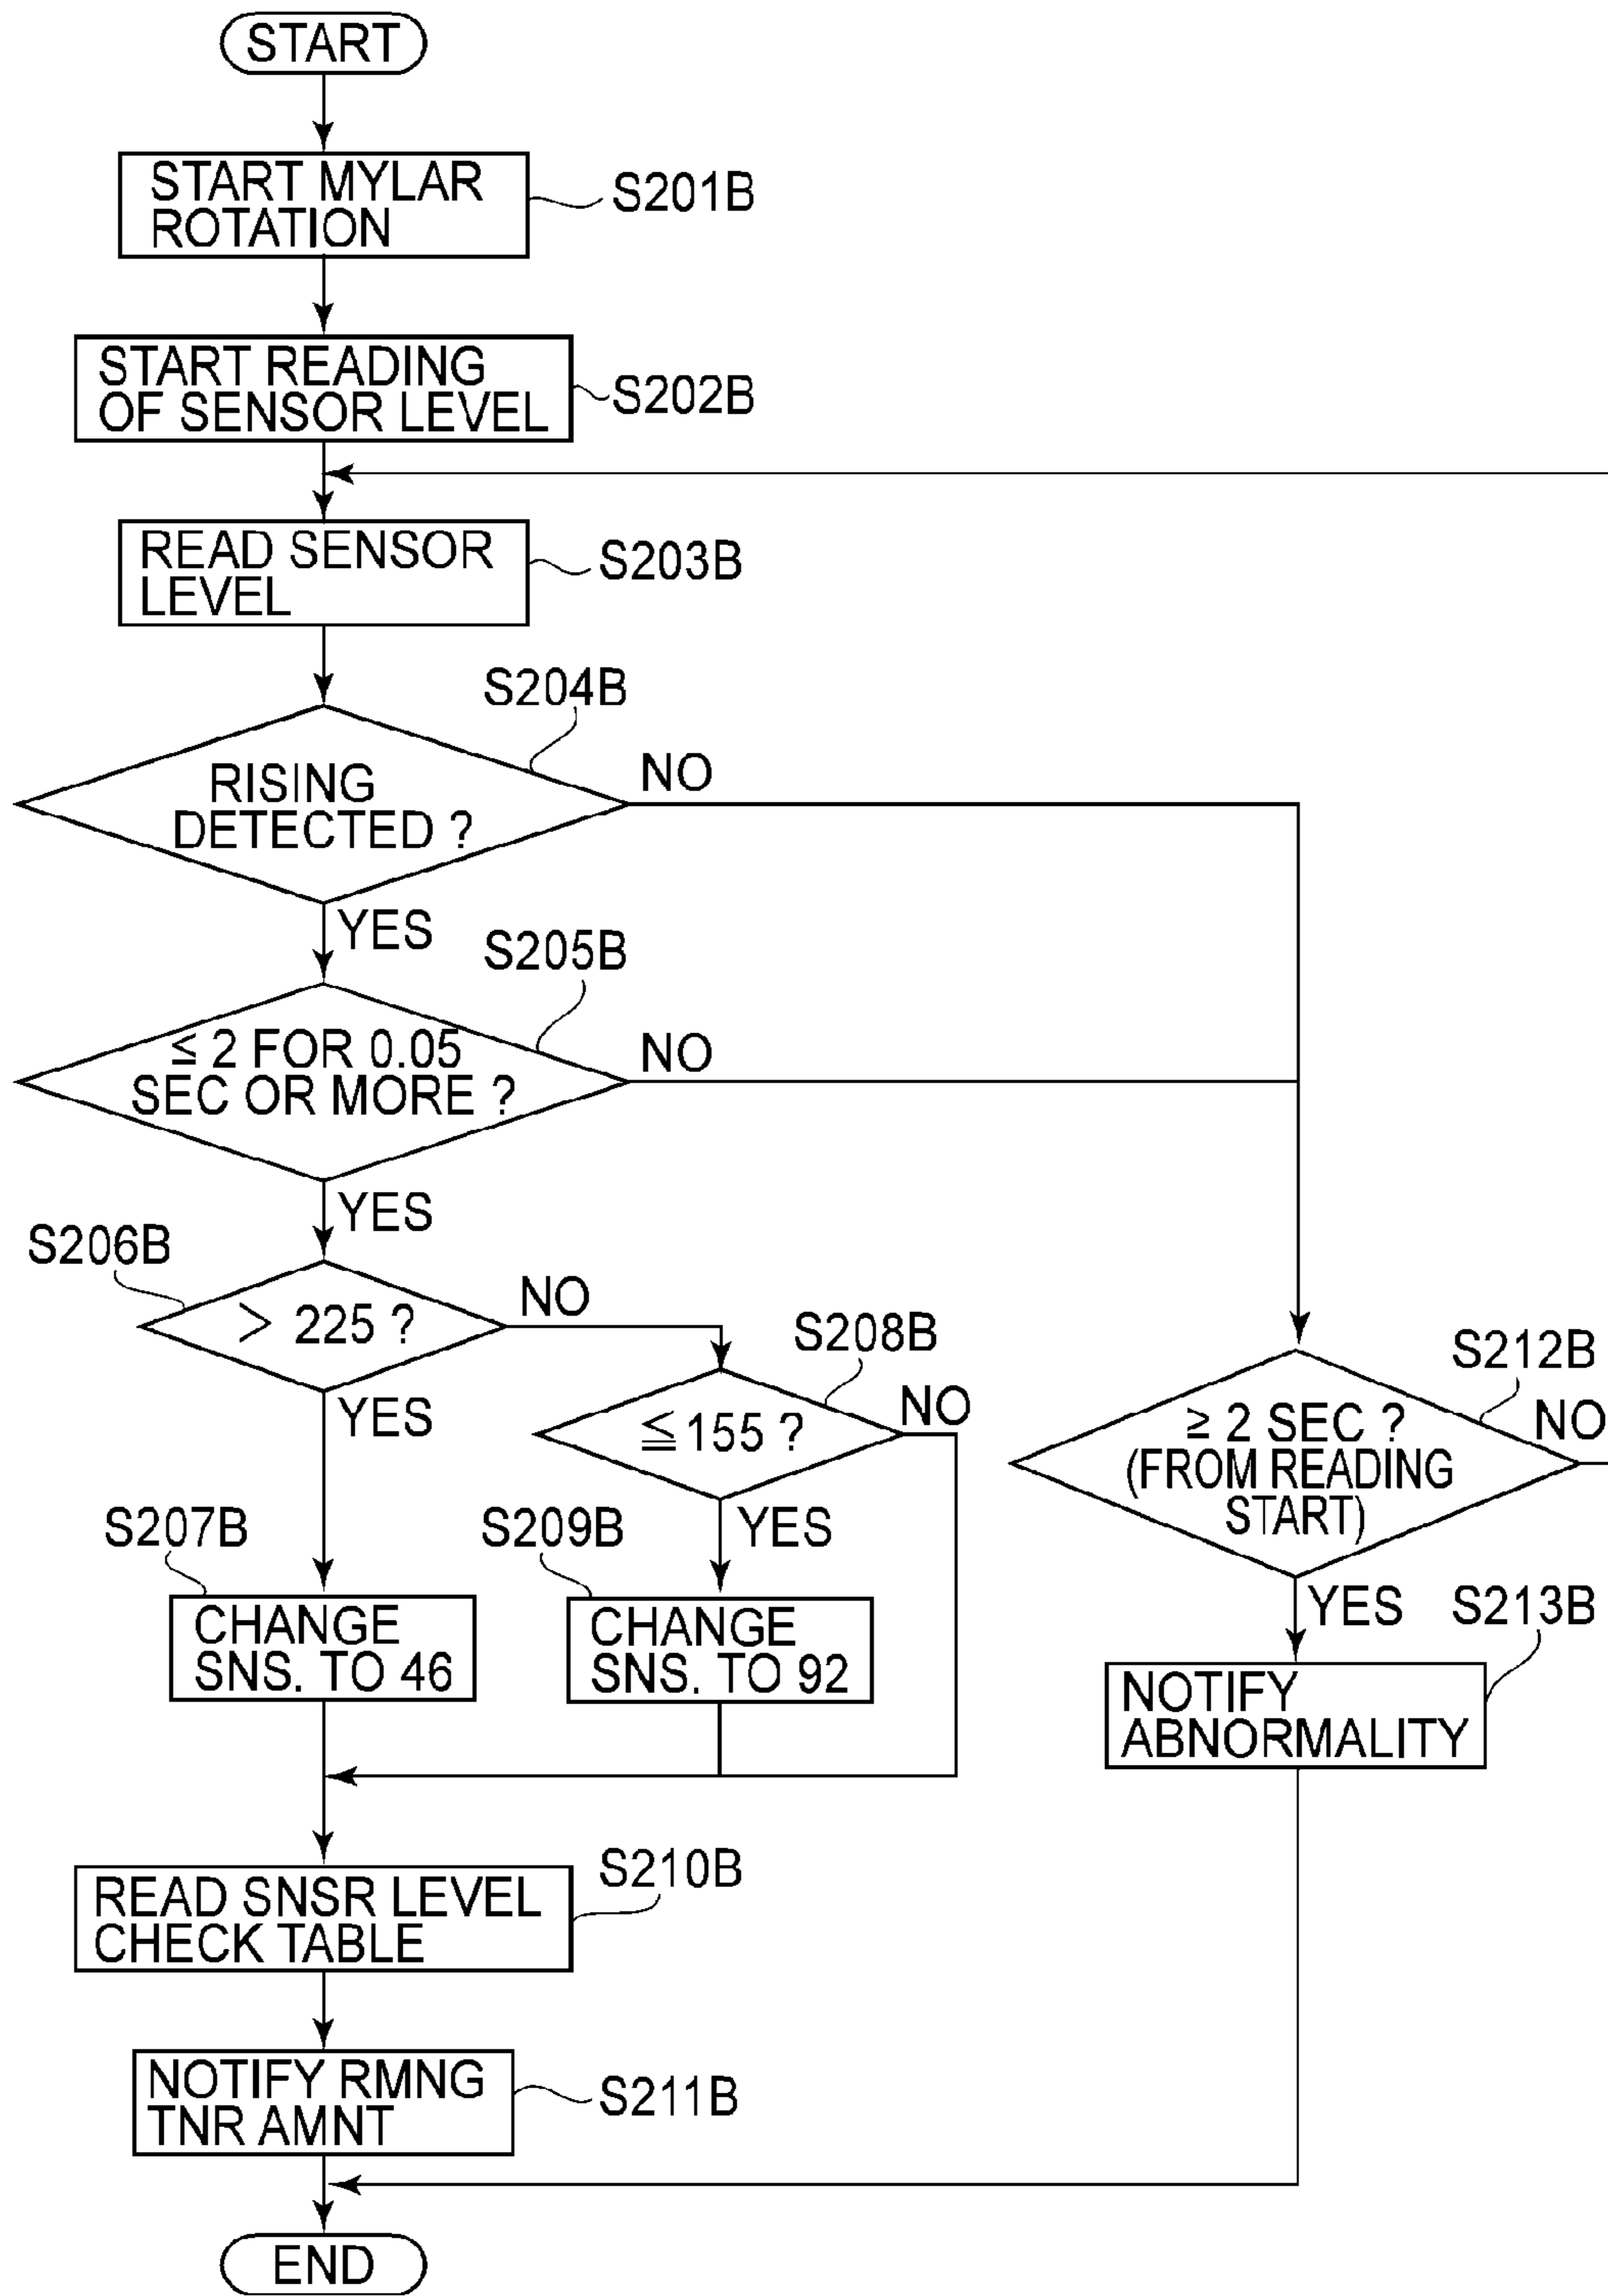 START
START MYLAR
ROTATION
S201B
START READING
OF SENSOR LEVEL
S202B
READ SENSOR
LEVEL
S203B
S204B
RISING
DETECTED ?
NO
YES
S205B
≤ 2 FOR 0.05
SEC OR MORE ?
NO
YES
S206B
> 225 ?
NO
YES
S208B
≦ 155 ?
NO
YES
S212B
≥ 2 SEC ?
(FROM READING
START)
NO
YES
S207B
CHANGE
SNS. TO 46
S209B
CHANGE
SNS. TO 92
S213B
NOTIFY
ABNORMALITY
READ SNSR LEVEL
CHECK TABLE
S210B
NOTIFY RMNG
TNR AMNT
S211B
END